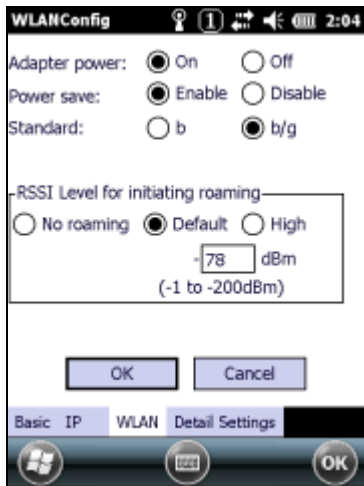 WLANConfig 1 2:04
Adapter power: On Off
Power save: Enable Disable
Standard: b b/g
RSSI Level for initiating roaming
No roaming Default High
-78 dBm
(-1 to -200dBm)
OK Cancel
Basic IP WLAN Detail Settings
OK